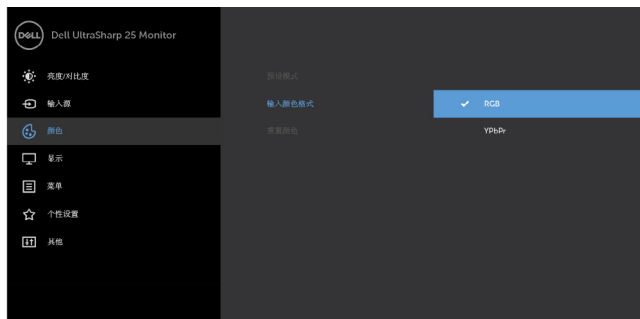 DELL
Dell UltraSharp 25 Monitor
亮度/对比度
输入源
颜色
显示
菜单
个性设置
其他
预设模式
输入颜色格式
重置颜色
RGB
YPbPr